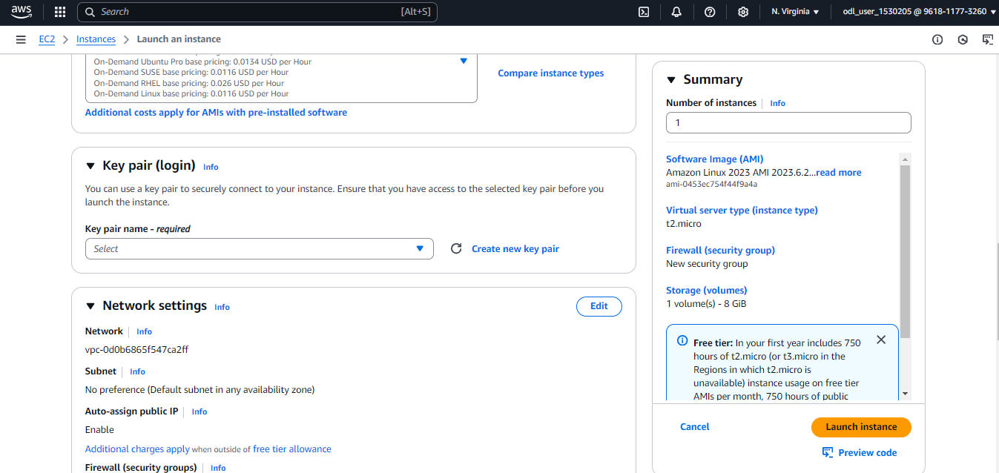 aws
Search
[Alt+S]
N. Virginia
odl_user_1530205 @ 9618-1177-3260
EC2
Instances
Launch an instance
On-Demand Ubuntu Pro base pricing: 0.0134 USD per Hour
On-Demand SUSE base pricing: 0.0116 USD per Hour
On-Demand RHEL base pricing: 0.026 USD per Hour
On-Demand Linux base pricing: 0.0116 USD per Hour
Compare instance types
Additional costs apply for AMIs with pre-installed software
Key pair (login) Info
You can use a key pair to securely connect to your instance. Ensure that you have access to the selected key pair before you
launch the instance.
Key pair name - required
Select
Create new key pair
Network settings Info
Edit
Network Info
vpc-0d0b6865f547ca2ff
Subnet Info
No preference (Default subnet in any availability zone)
Auto-assign public IP Info
Enable
Additional charges apply when outside of free tier allowance
Firewall (security groups) Info
Summary
Number of instances Info
1
Software Image (AMI)
Amazon Linux 2023 AMI 2023.6.2...read more
ami-0453ec754f44f9a4a
Virtual server type (instance type)
t2.micro
Firewall (security group)
New security group
Storage (volumes)
1 volume(s) - 8 GiB
Free tier: In your first year includes 750
hours of t2.micro (or t3.micro in the
Regions in which t2.micro is
unavailable) instance usage on free tier
AMIs per month, 750 hours of public
Cancel
Launch instance
Preview code